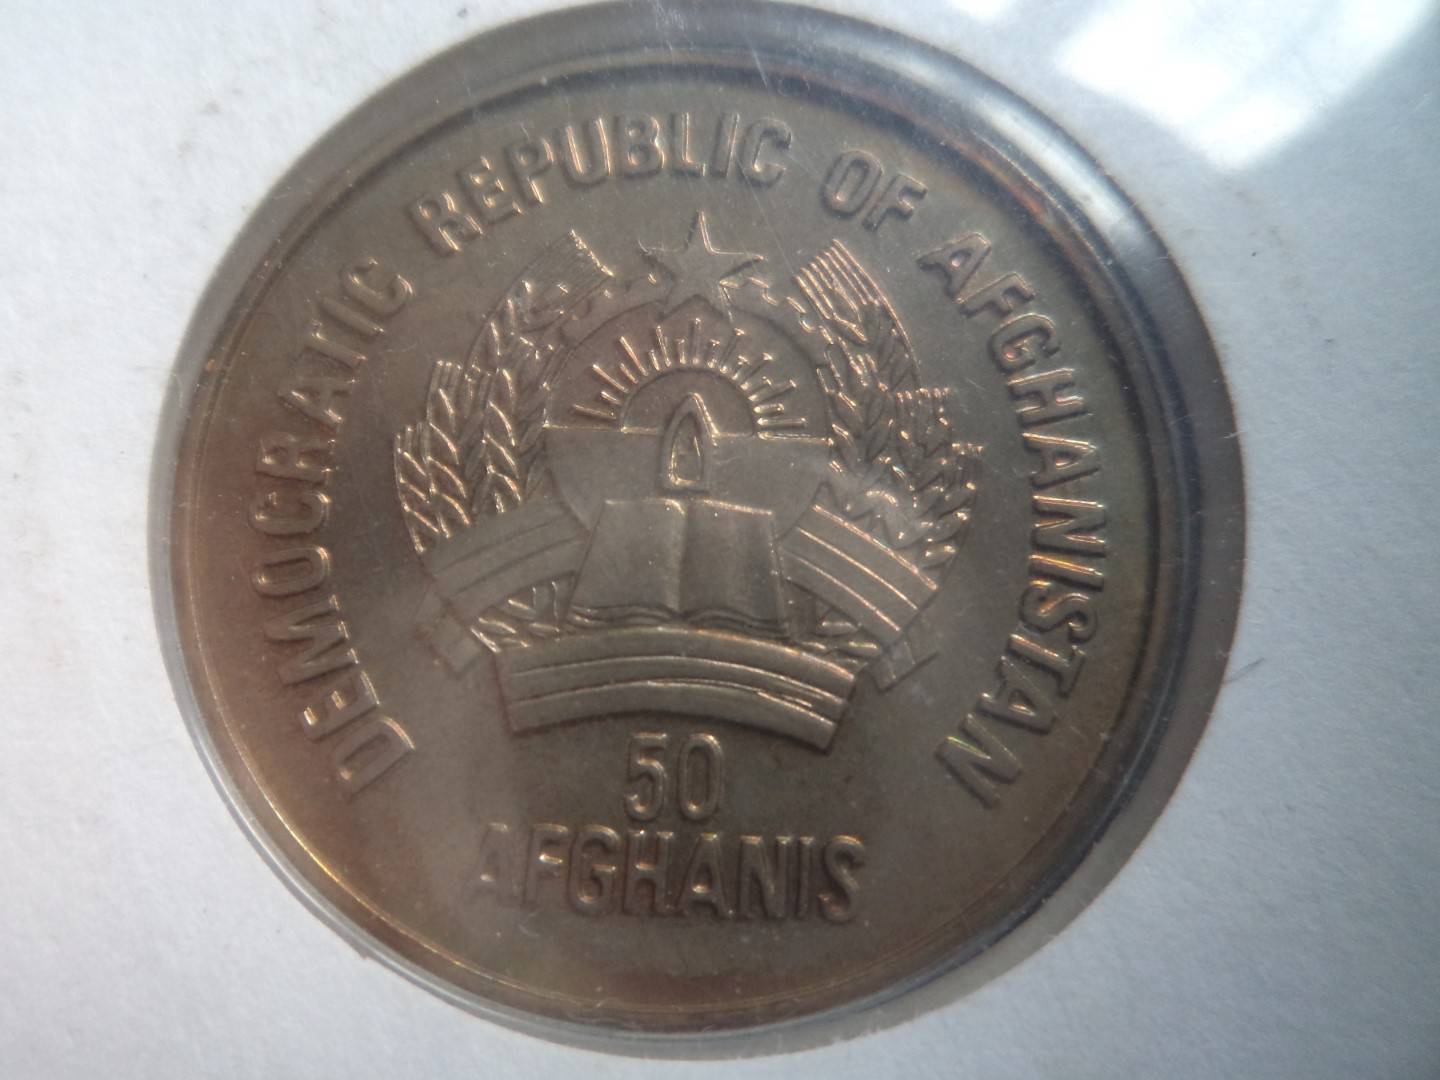 DEMOCRATIC REPUBLIC OF AFGHANISTAN
50
AFGHANIS